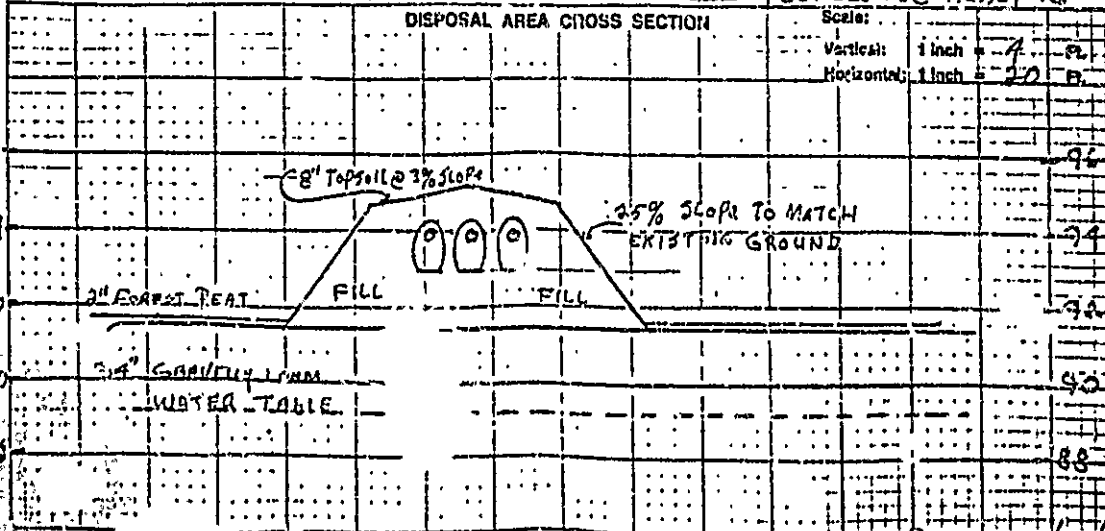 DISPOSAL AREA CROSS SECTION
Scale:
Vertical: 1 Inch = 4 Ft.
Horizontal: 1 Inch = 20 Ft.
96
8" Topsoil @ 3% Slope
25% SLOPE TO MATCH
EXISTING GROUND
94
2" FOREST PEAT
FILL
FILL
92
34" GRAVELLY LOAM
90
WATER TABLE
88